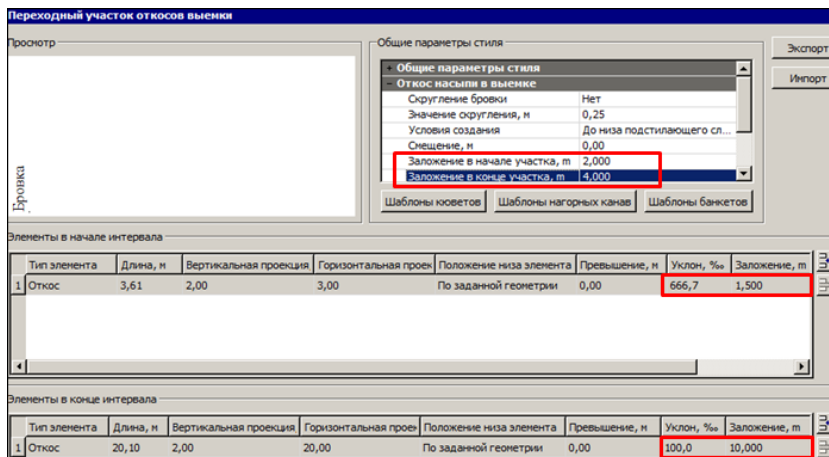 Переходный участок откосов выемки
Просмотр
Бровка
Общие параметры стиля
Экспорт
Импорт
+ Общие параметры стиля
- Откос насыпи в выемке
Скругление бровки Нет
Значение скругления, м 0,25
Условия создания До низа подстилающего сл...
Смещение, м 0,00
Заложение в начале участка, m 2,000
Заложение в конце участка, m 4,000
Шаблоны кюветов Шаблоны нагорных канав Шаблоны банкетов
Элементы в начале интервала
Тип элемента Длина, м Вертикальная проекция Горизонтальная проек Положение низа элемента Превышение, м Уклон, ‰ Заложение, m
1 Откос 3,61 2,00 3,00 По заданной геометрии 0,00 666,7 1,500
Элементы в конце интервала
Тип элемента Длина, м Вертикальная проекция Горизонтальная проек Положение низа элемента Превышение, м Уклон, ‰ Заложение, m
1 Откос 20,10 2,00 20,00 По заданной геометрии 0,00 100,0 10,000